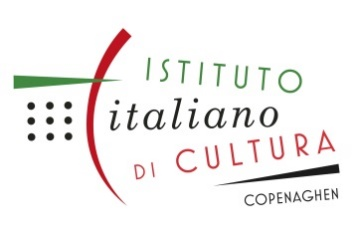 ISTITUTO
italiano
DI CULTURA
COPENAGHEN